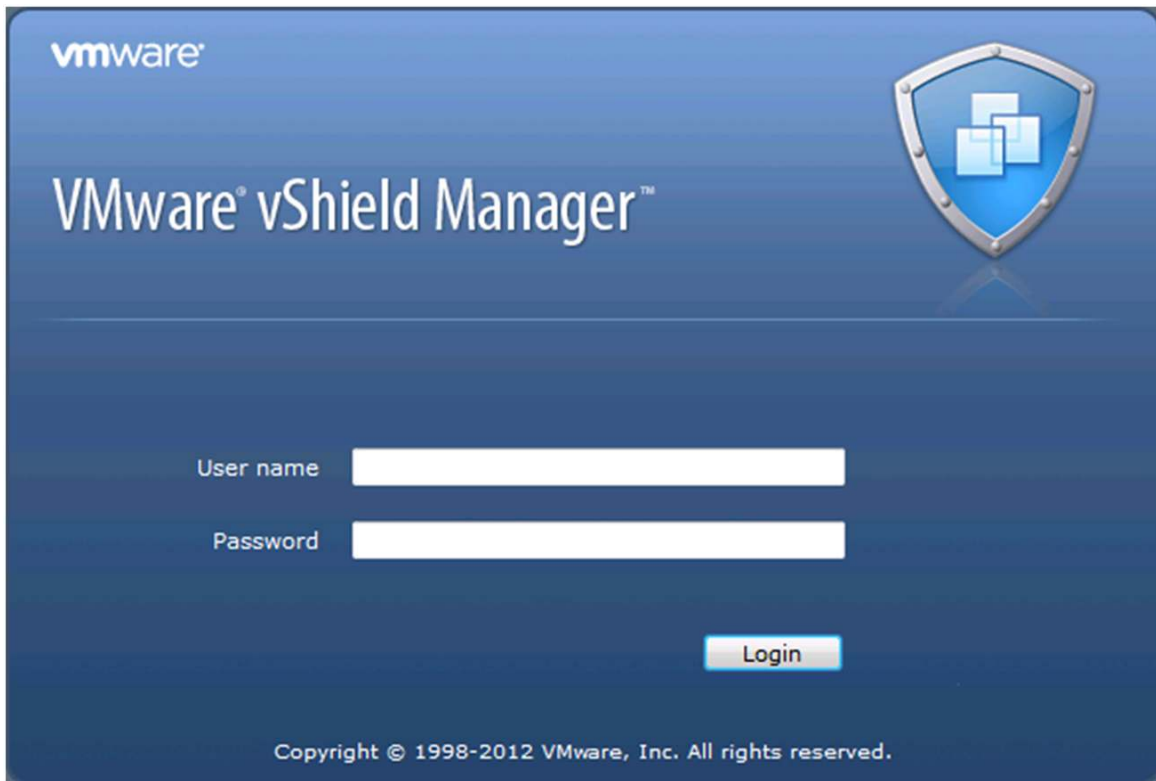 vmware®
VMware® vShield Manager™
User name
Password
Login
Copyright © 1998-2012 VMware, Inc. All rights reserved.